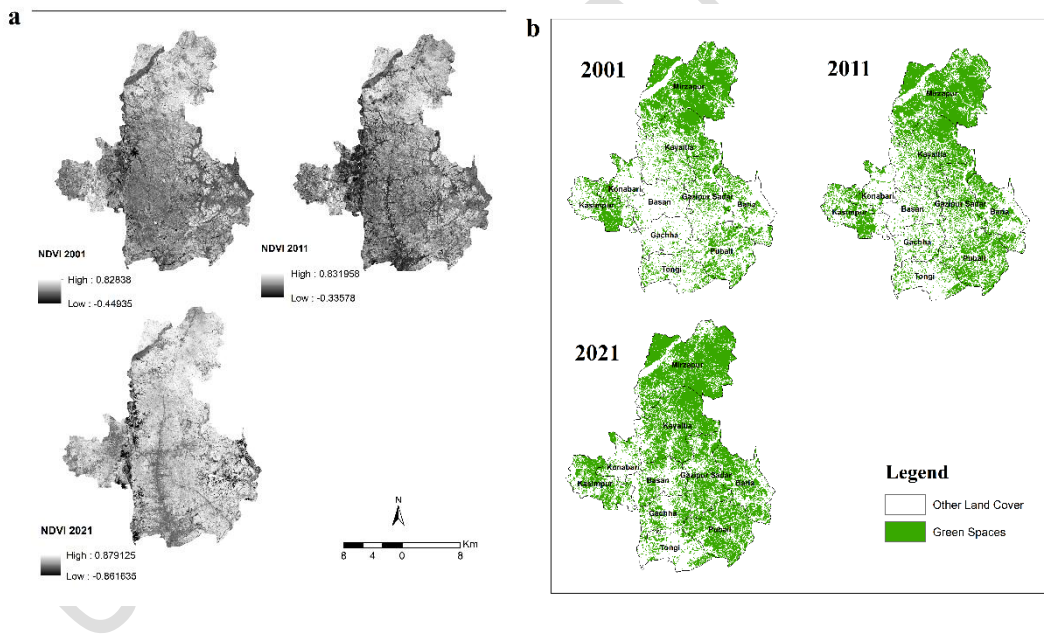 a
NDVI 2001
High : 0.82838
Low : -0.44935
NDVI 2011
High : 0.831958
Low : -0.33578
NDVI 2021
High : 0.879125
Low : -0.861635
N
8 4 0 8 Km
b
2001
Mirzapur
Kayaltia
Konabari
Kasimpur
Basan
Gazipur Sadar
Baria
Gachha
Pubail
Tongi
2011
Mirzapur
Kayaltia
Konabari
Kasimpur
Basan
Gazipur Sadar
Baria
Gachha
Pubail
Tongi
2021
Mirzapur
Kayaltia
Konabari
Kasimpur
Basan
Gazipur Sadar
Baria
Gachha
Pubail
Tongi
Legend
Other Land Cover
Green Spaces